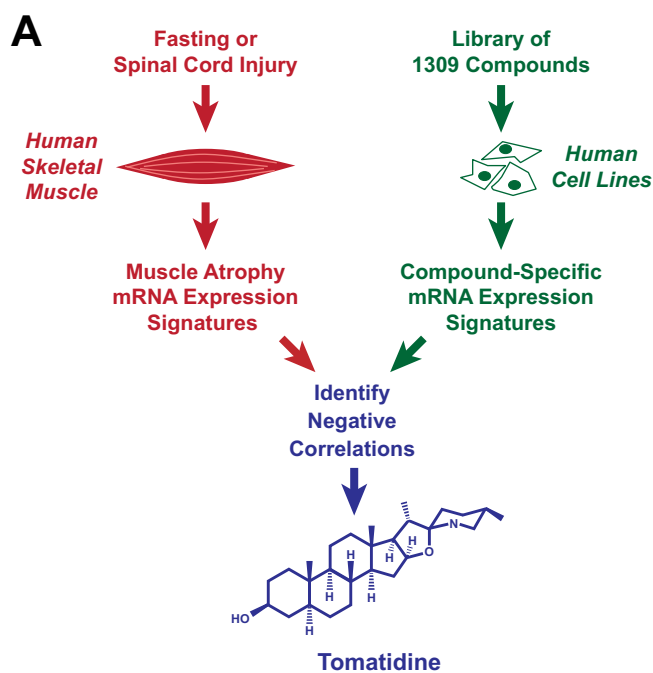 A
Fasting or
Spinal Cord Injury
Library of
1309 Compounds
Human
Skeletal
Muscle
Human
Cell Lines
Muscle Atrophy
mRNA Expression
Signatures
Compound-Specific
mRNA Expression
Signatures
Identify
Negative
Correlations
N
H
H
O
H
H
H
HO
H
Tomatidine